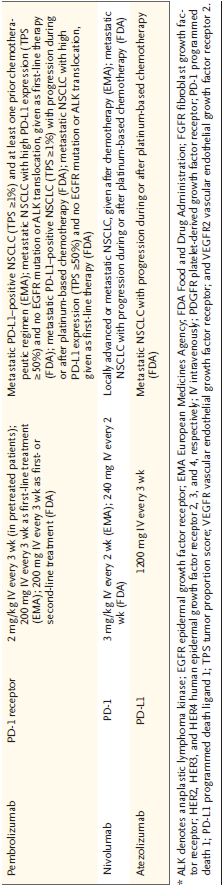 Pembrolizumab
PD-1 receptor
2 mg/kg IV every 3 wk (in pretreated patients);
200 mg IV every 3 wk as first-line treatment
(EMA); 200 mg IV every 3 wk as first- or
second-line treatment (FDA)
Metastatic PD-L1–positive NSCLC (TPS ≥1%) and at least one prior chemothera-
peutic regimen (EMA); metastatic NSCLC with high PD-L1 expression (TPS
≥50%) and no EGFR mutation or ALK translocation, given as first-line therapy
(FDA); metastatic PD-L1–positive NSCLC (TPS ≥1%) with progression during
or after platinum-based chemotherapy (FDA); metastatic NSCLC with high
PD-L1 expression (TPS ≥50%) and no EGFR mutation or ALK translocation,
given as first-line therapy (FDA)
Nivolumab
PD-1
3 mg/kg IV every 2 wk (EMA); 240 mg IV every 2
wk (FDA)
Locally advanced or metastatic NSCLC, given after chemotherapy (EMA); metastatic
NSCLC with progression during or after platinum-based chemotherapy (FDA)
Atezolizumab
PD-L1
1200 mg IV every 3 wk
Metastatic NSCLC with progression during or after platinum-based chemotherapy
(FDA)
* ALK denotes anaplastic lymphoma kinase; EGFR epidermal growth factor receptor; EMA European Medicines Agency; FDA Food and Drug Administration; FGFR fibroblast growth fac-
tor receptor; HER2, HER3, and HER4 human epidermal growth factor receptor 2, 3, and 4, respectively; IV intravenously; PDGFR platelet-derived growth factor receptor; PD-1 programmed
death 1; PD-L1 programmed death ligand 1; TPS tumor proportion score; VEGFR vascular endothelial growth factor receptor; and VEGFR2 vascular endothelial growth factor receptor 2.